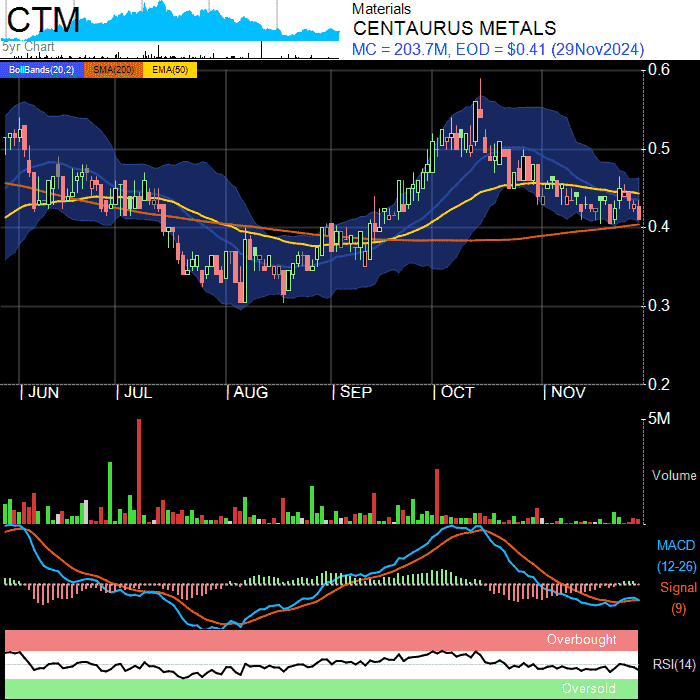 CTM
5yr Chart
Materials
CENTAURUS METALS
MC = 203.7M, EOD = $0.41 (29Nov2024)
BollBands(20,2) SMA(200) EMA(50)
0.6
0.5
0.4
0.3
0.2
JUN JUL AUG SEP OCT NOV
5M
Volume
MACD
(12-26)
Signal
(9)
Overbought
RSI(14)
Oversold